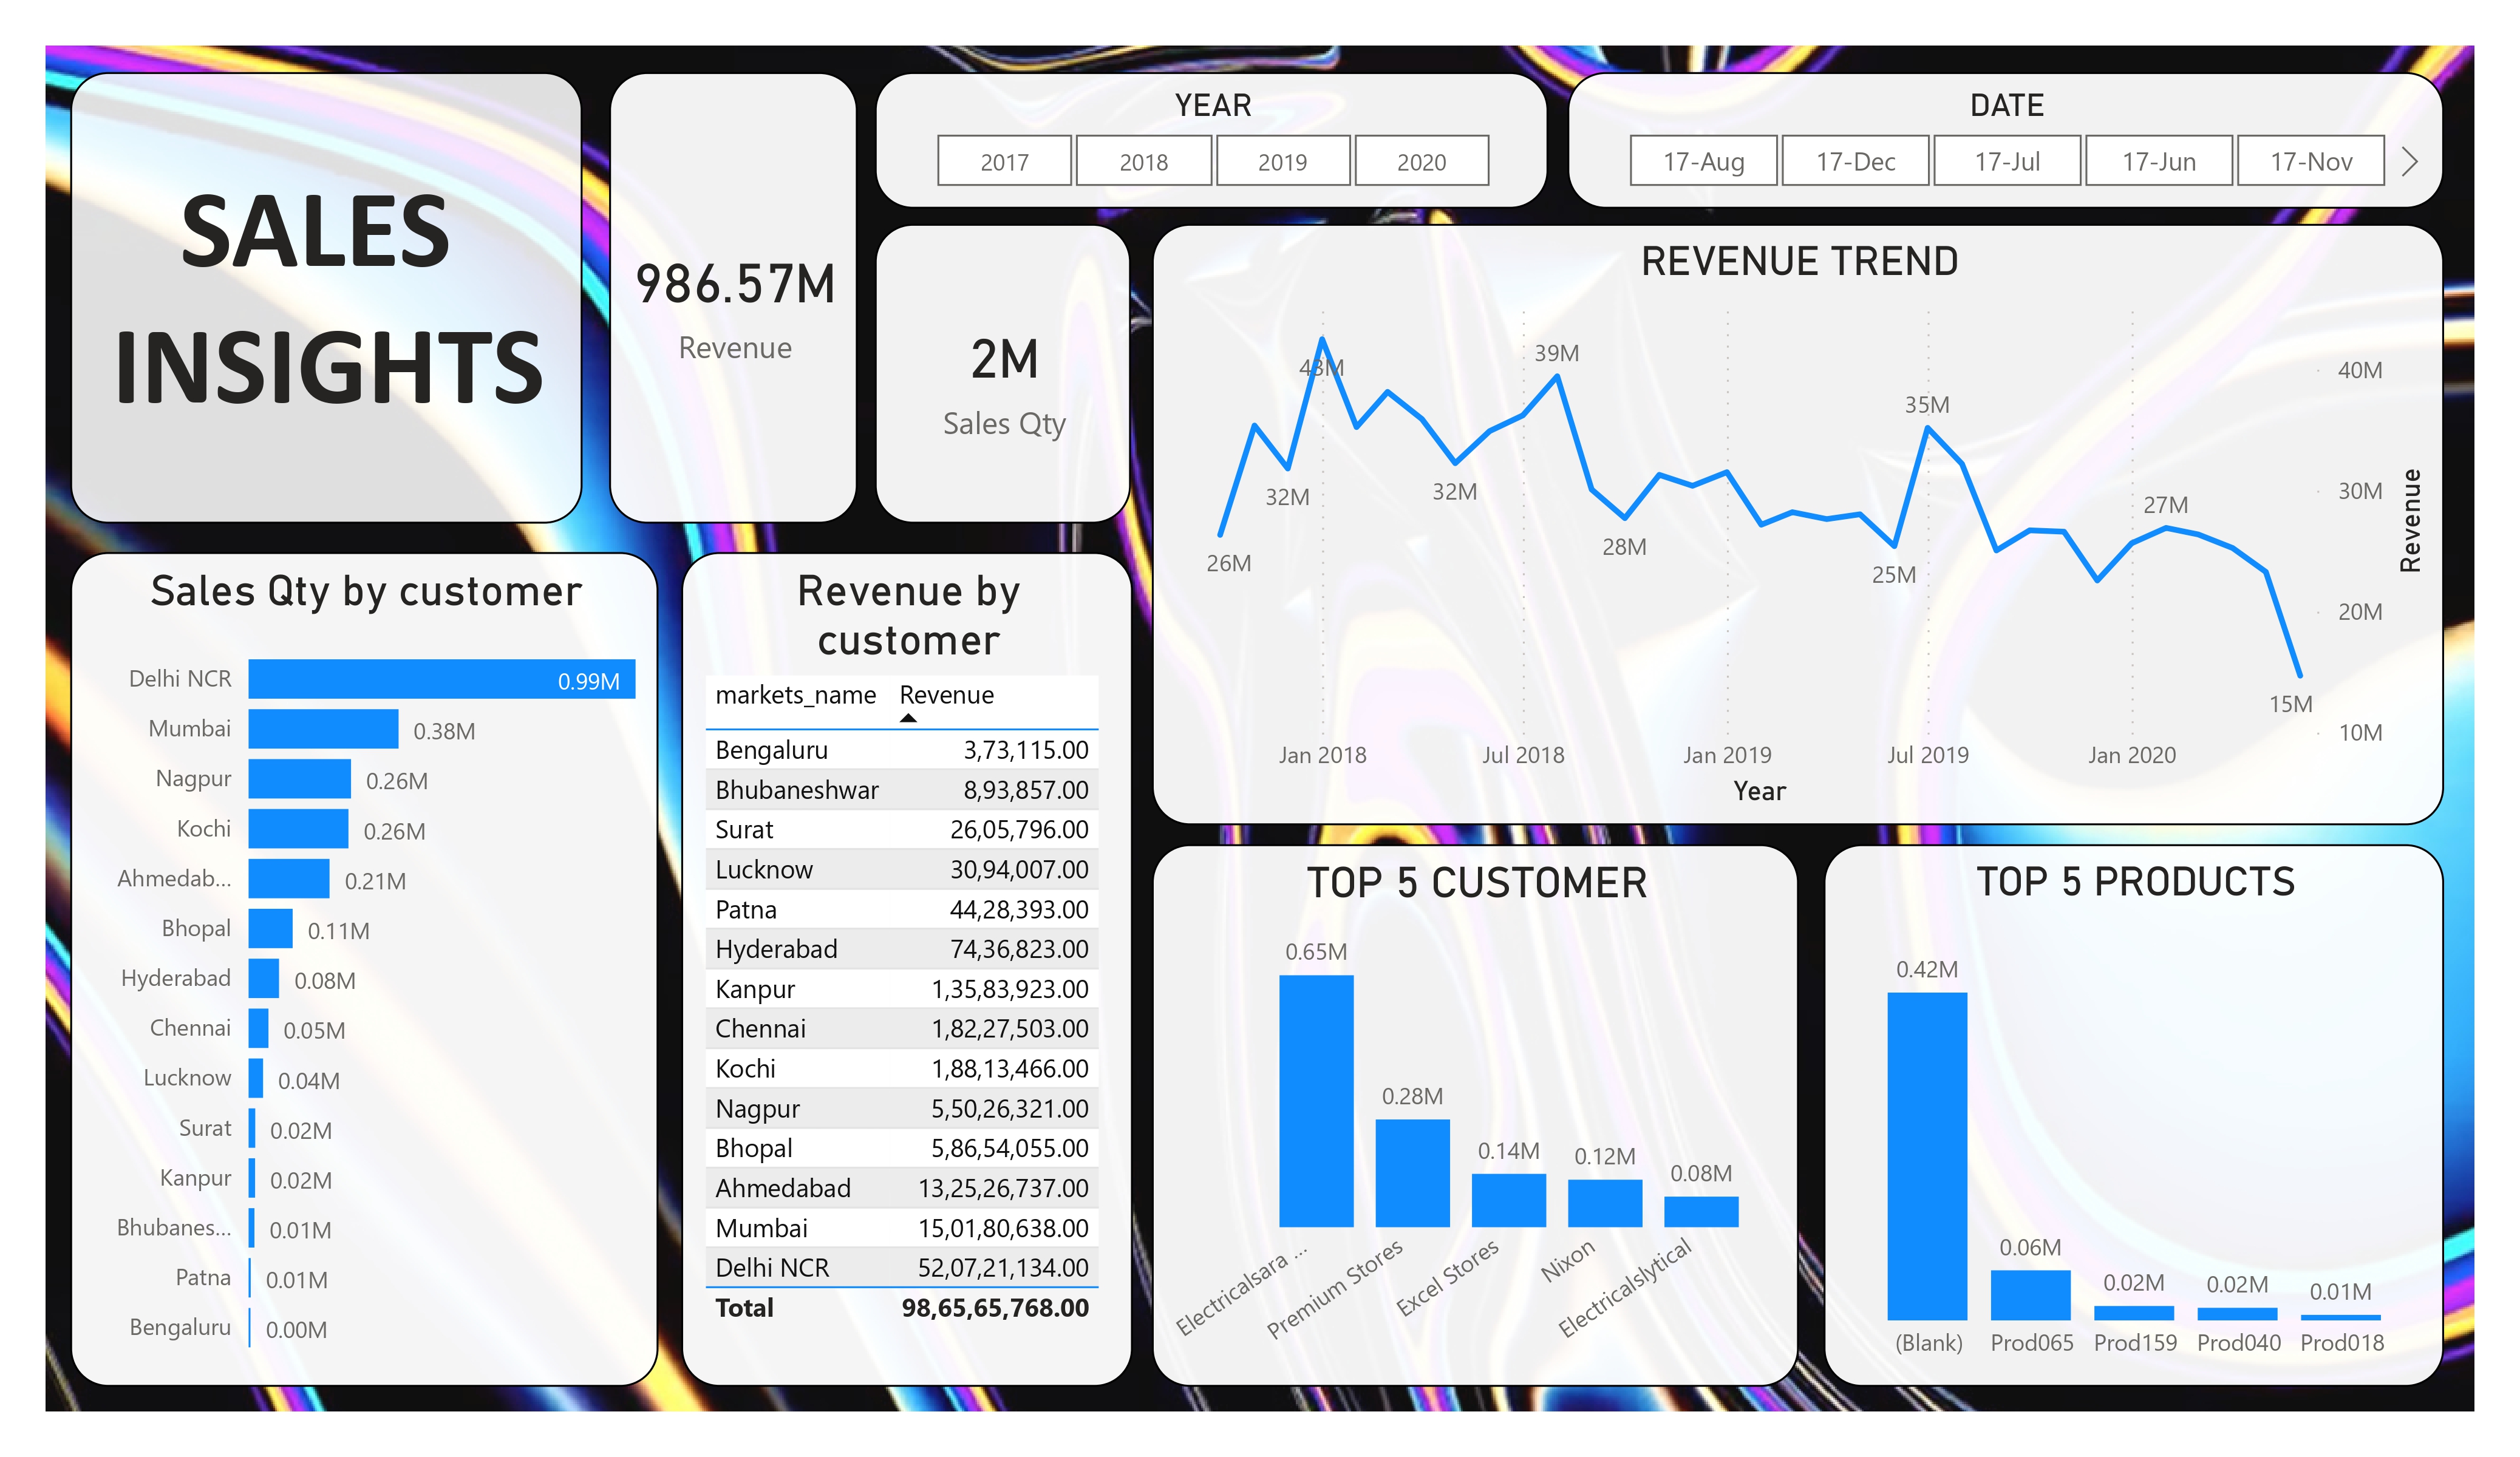 SALES
INSIGHTS
986.57M
Revenue
YEAR
2017 2018 2019 2020
DATE
17-Aug 17-Dec 17-Jul 17-Jun 17-Nov
2M
Sales Qty
REVENUE TREND
43M
39M
35M
32M
32M
27M
26M
28M
25M
15M
40M
30M
20M
10M
Revenue
Jan 2018 Jul 2018 Jan 2019 Jul 2019 Jan 2020
Year
Sales Qty by customer
Delhi NCR 0.99M
Mumbai 0.38M
Nagpur 0.26M
Kochi 0.26M
Ahmedab... 0.21M
Bhopal 0.11M
Hyderabad 0.08M
Chennai 0.05M
Lucknow 0.04M
Surat 0.02M
Kanpur 0.02M
Bhubanes... 0.01M
Patna 0.01M
Bengaluru 0.00M
Revenue by
customer
markets_name Revenue
Bengaluru 3,73,115.00
Bhubaneshwar 8,93,857.00
Surat 26,05,796.00
Lucknow 30,94,007.00
Patna 44,28,393.00
Hyderabad 74,36,823.00
Kanpur 1,35,83,923.00
Chennai 1,82,27,503.00
Kochi 1,88,13,466.00
Nagpur 5,50,26,321.00
Bhopal 5,86,54,055.00
Ahmedabad 13,25,26,737.00
Mumbai 15,01,80,638.00
Delhi NCR 52,07,21,134.00
Total 98,65,65,768.00
TOP 5 CUSTOMER
0.65M
0.28M
0.14M
0.12M
0.08M
Electricalsara ...
Premium Stores
Excel Stores
Nixon
Electricalslytical
TOP 5 PRODUCTS
0.42M
0.06M
0.02M
0.02M
0.01M
(Blank) Prod065 Prod159 Prod040 Prod018